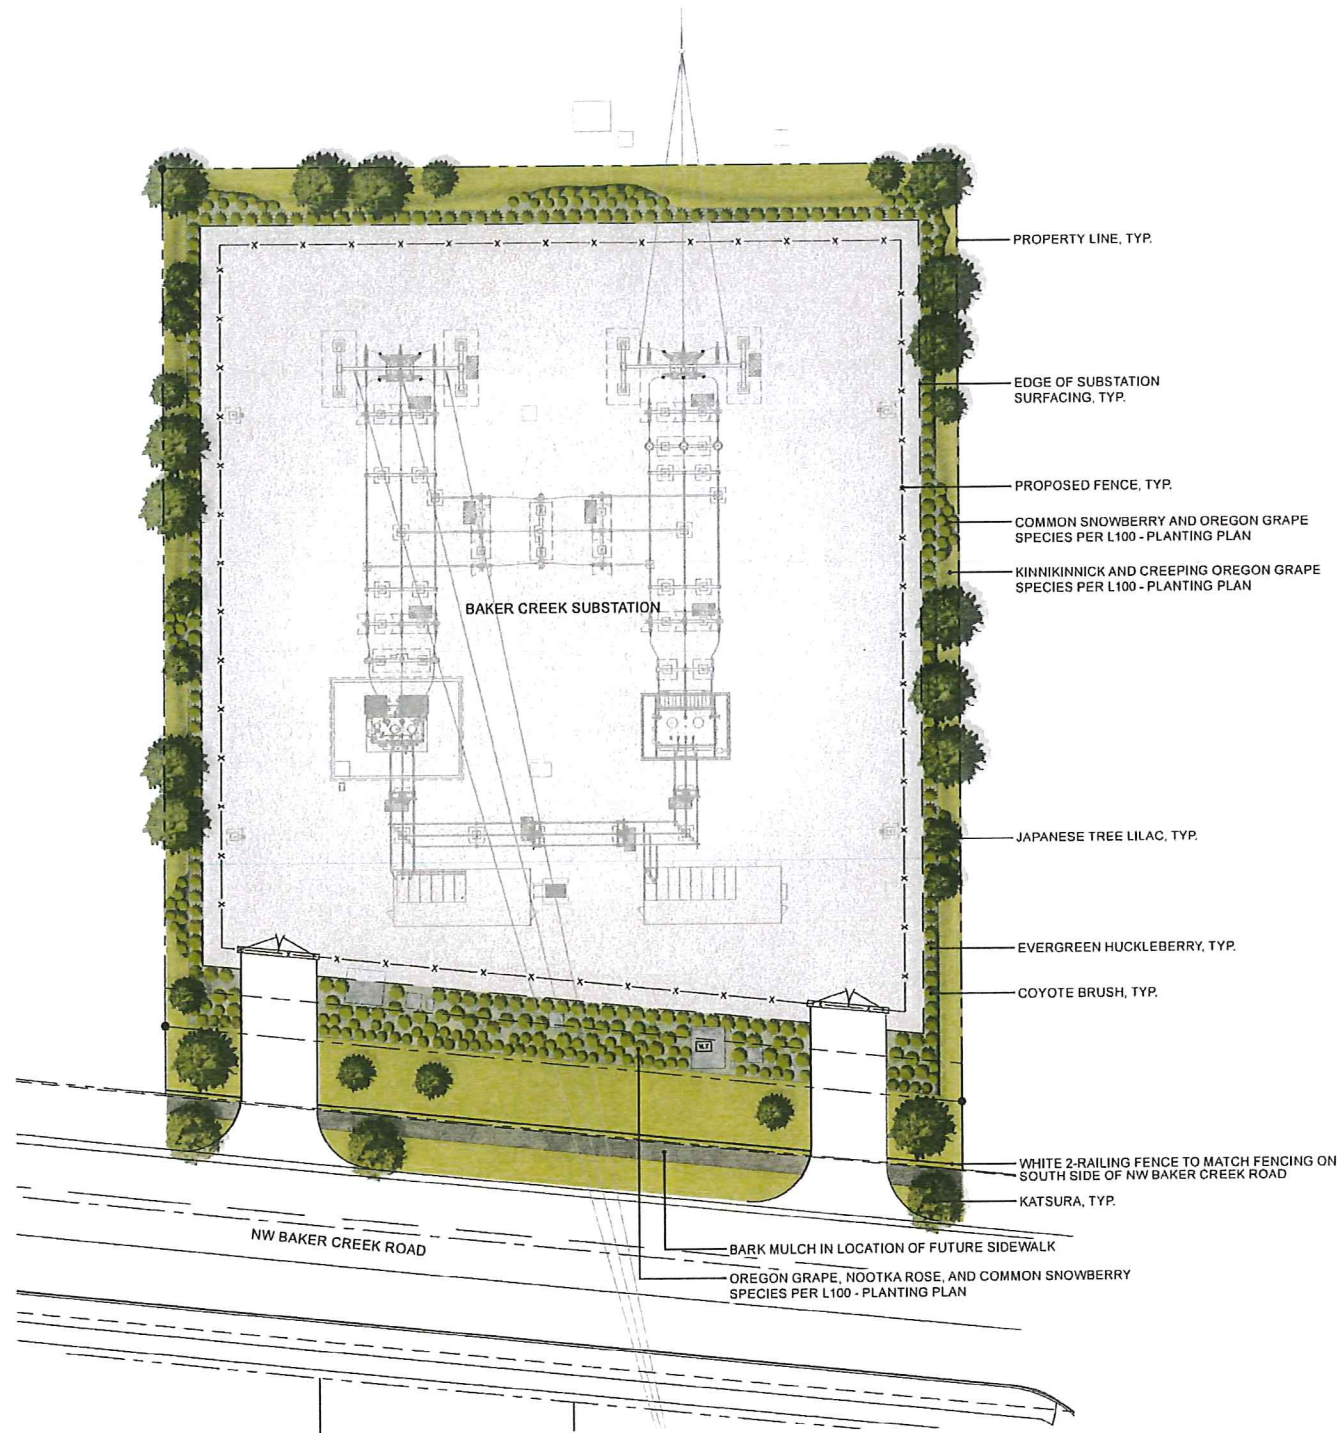 PROPERTY LINE, TYP.
EDGE OF SUBSTATION
SURFACING, TYP.
PROPOSED FENCE, TYP.
COMMON SNOWBERRY AND OREGON GRAPE
SPECIES PER L100 - PLANTING PLAN
KINNIKINNICK AND CREEPING OREGON GRAPE
SPECIES PER L100 - PLANTING PLAN
BAKER CREEK SUBSTATION
JAPANESE TREE LILAC, TYP.
EVERGREEN HUCKLEBERRY, TYP.
COYOTE BRUSH, TYP.
WHITE 2-RAILING FENCE TO MATCH FENCING ON
SOUTH SIDE OF NW BAKER CREEK ROAD
KATSURA, TYP.
NW BAKER CREEK ROAD
BARK MULCH IN LOCATION OF FUTURE SIDEWALK
OREGON GRAPE, NOOTKA ROSE, AND COMMON SNOWBERRY
SPECIES PER L100 - PLANTING PLAN